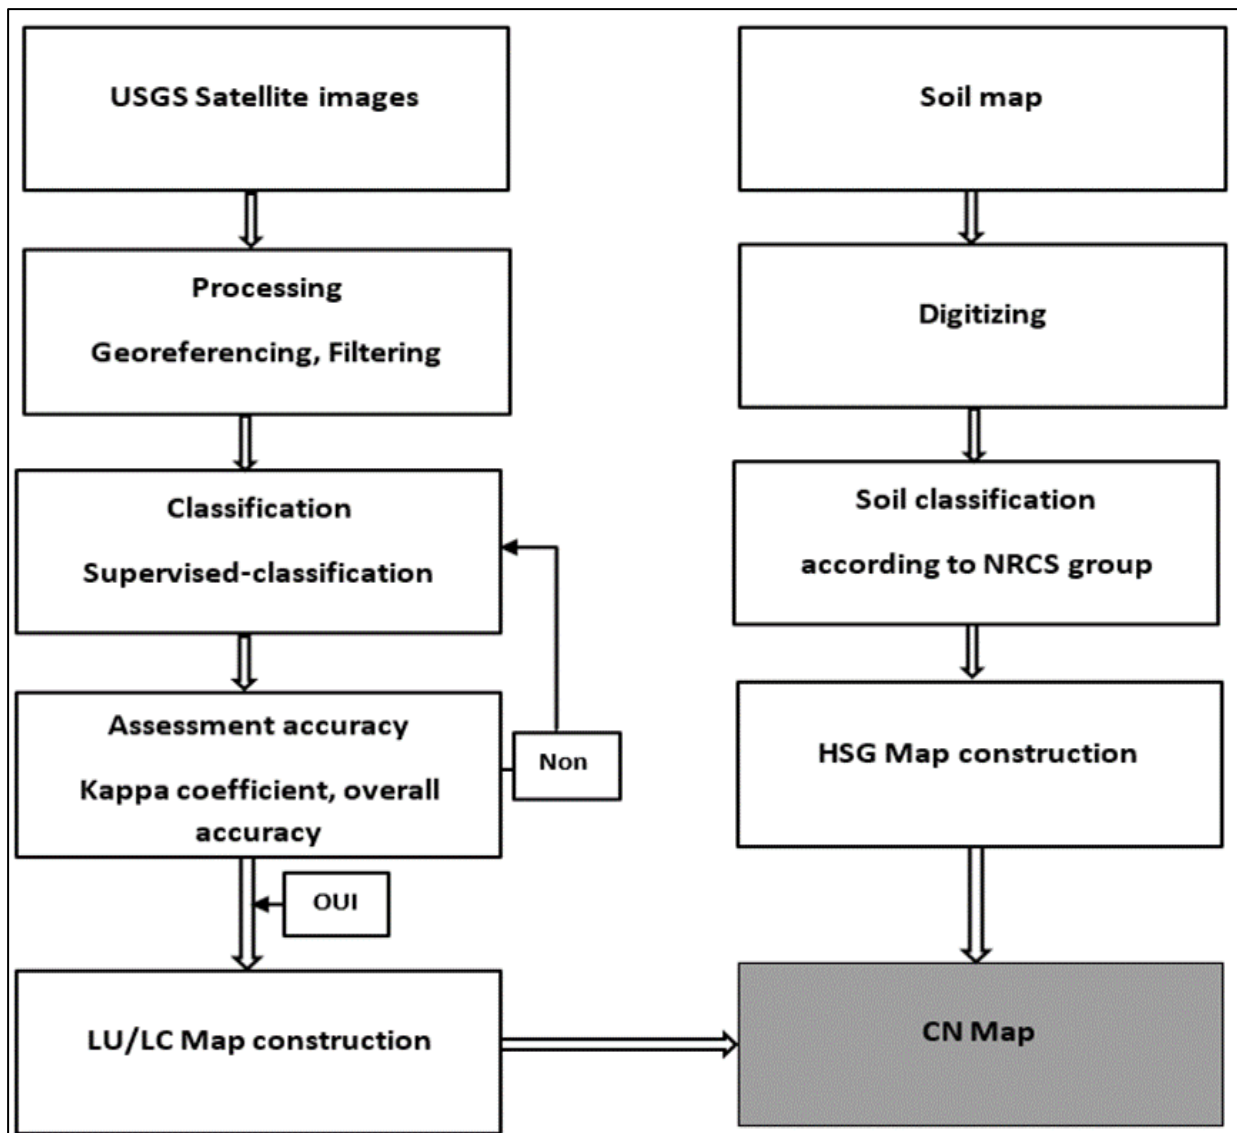 USGS Satellite images
Processing
Georeferencing, Filtering
Classification
Supervised-classification
Assessment accuracy
Kappa coefficient, overall
accuracy
Non
OUI
LU/LC Map construction
Soil map
Digitizing
Soil classification
according to NRCS group
HSG Map construction
CN Map